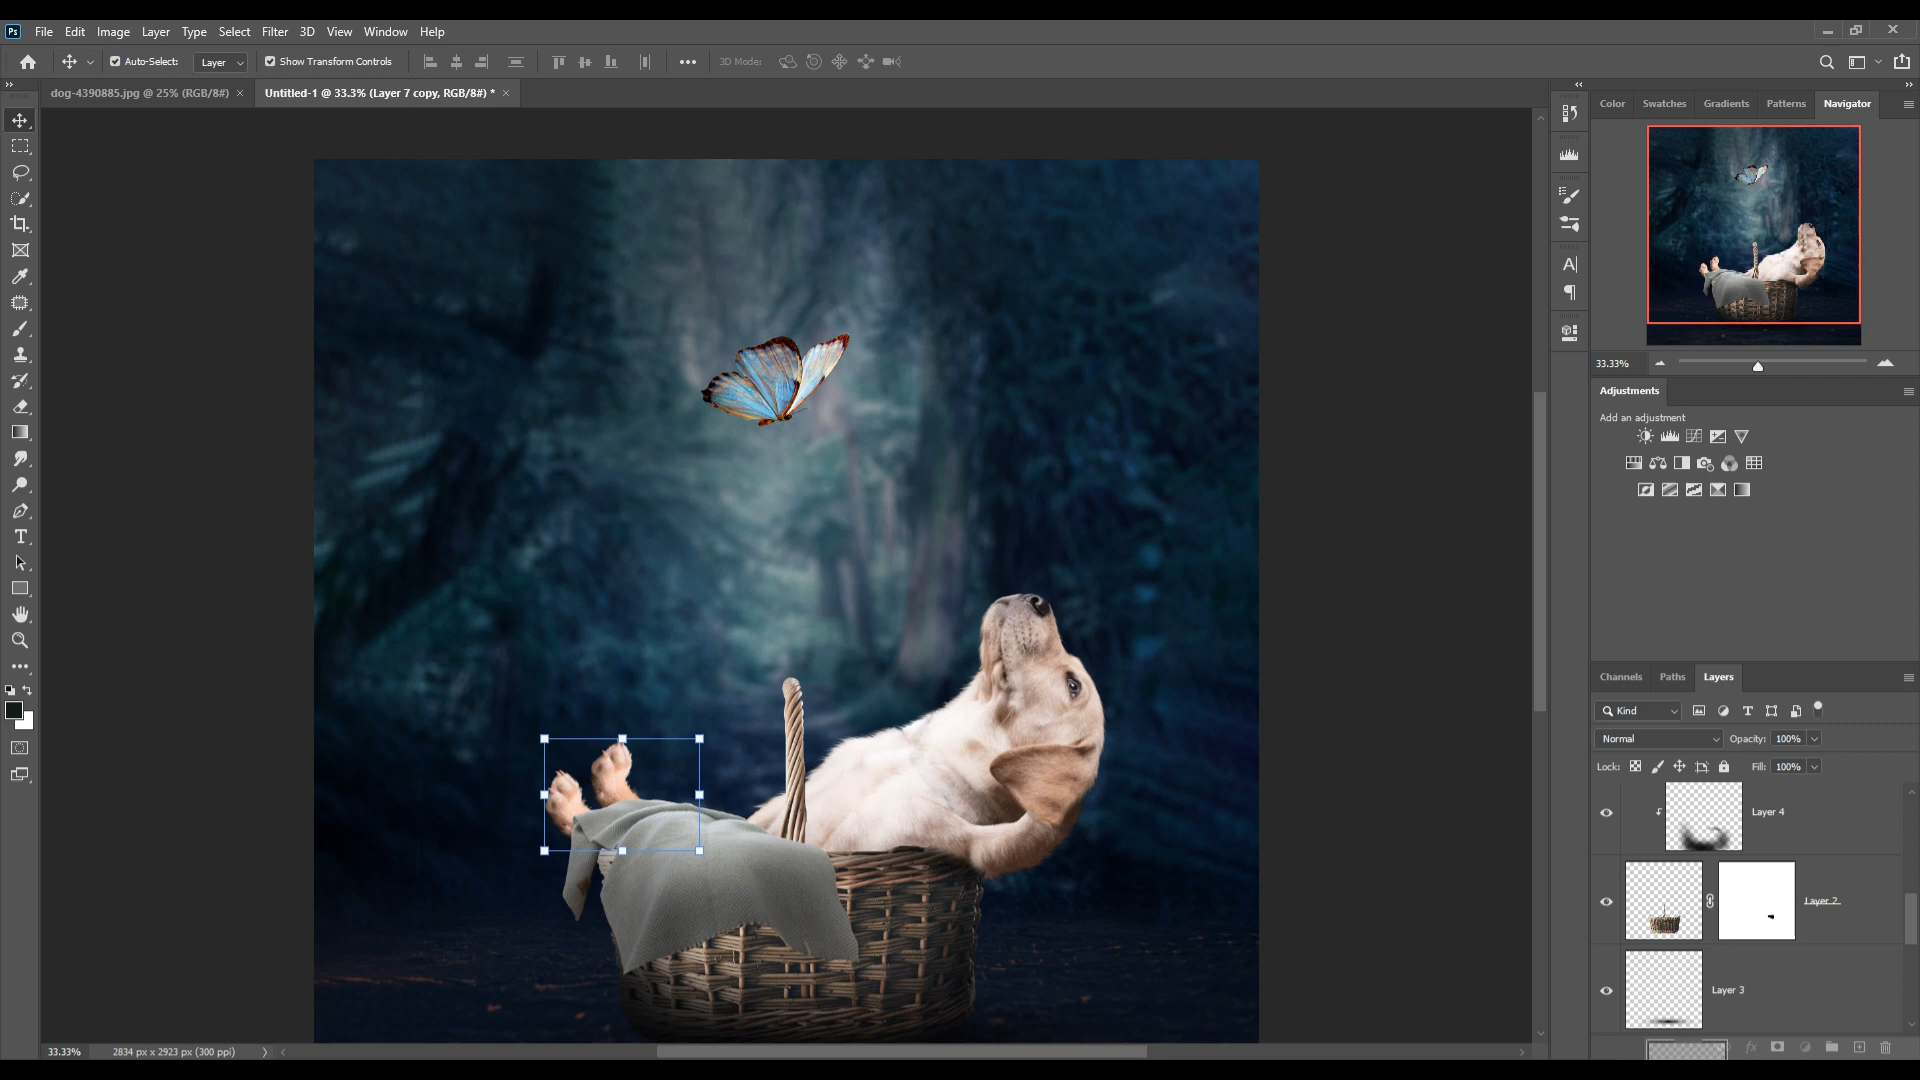 Ps File Edit Image Layer Type Select Filter 3D View Window Help
Auto-Select: Layer Show Transform Controls 3D Mode:
dog-4390885.jpg @ 25% (RGB/8#) × Untitled-1 @ 33.3% (Layer 7 copy, RGB/8#) * ×
Color Swatches Gradients Patterns Navigator
33.33%
Adjustments
Add an adjustment
Channels Paths Layers
Kind
Normal Opacity: 100%
Lock: Fill: 100%
Layer 4
Layer 2
Layer 3
33.33% 2834 px x 2923 px (300 ppi)